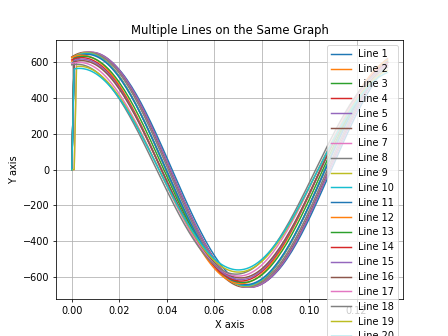 Multiple Lines on the Same Graph
Y axis
600
400
200
0
−200
−400
−600
0.00
0.02
0.04
0.06
0.08
0.10
X axis
Line 1
Line 2
Line 3
Line 4
Line 5
Line 6
Line 7
Line 8
Line 9
Line 10
Line 11
Line 12
Line 13
Line 14
Line 15
Line 16
Line 17
Line 18
Line 19
Line 20